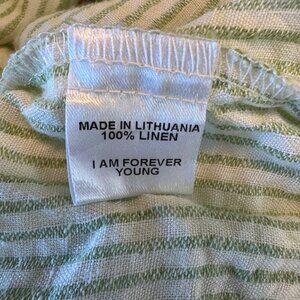 MADE IN LITHUANIA
100% LINEN
I AM FOREVER
YOUNG